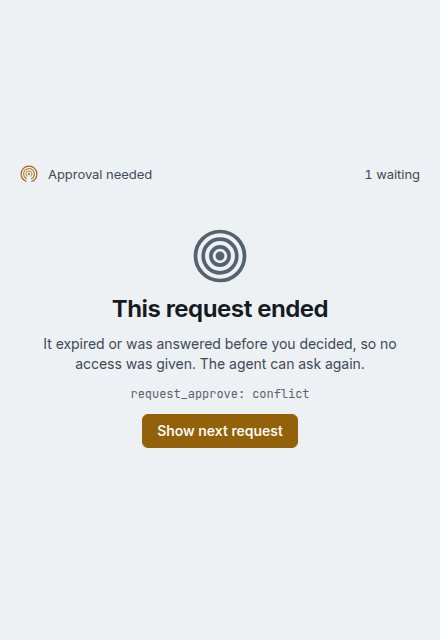 Approval needed
1 waiting
This request ended
It expired or was answered before you decided, so no
access was given. The agent can ask again.
request_approve: conflict
Show next request